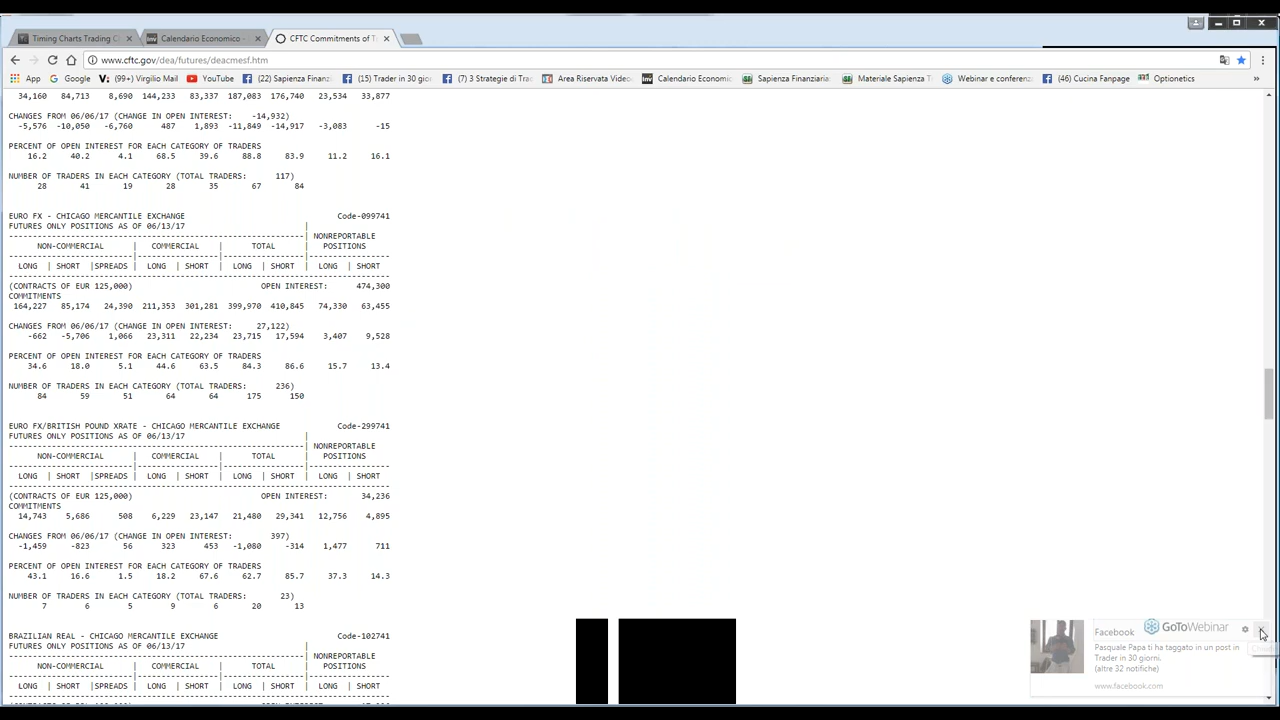 Timing Charts Trading C
Calendario Economico -
CFTC Commitments of T
www.cftc.gov/dea/futures/deacmesf.htm
App
Google
(99+) Virgilio Mail
YouTube
(22) Sapienza Finanzi
(15) Trader in 30 gior
(7) 3 Strategie di Tra
Area Riservata Video
Calendario Economic
Sapienza Finanziaria
Materiale Sapienza T
Webinar e conferenz
(46) Cucina Fanpage
Optionetics
»
34,160 84,713 8,690 144,233 83,337 187,083 176,740 23,534 33,877
CHANGES FROM 06/06/17 (CHANGE IN OPEN INTEREST: -14,932)
-5,576 -10,050 -6,760 487 1,893 -11,849 -14,917 -3,083 -15
PERCENT OF OPEN INTEREST FOR EACH CATEGORY OF TRADERS
16.2 40.2 4.1 68.5 39.6 88.8 83.9 11.2 16.1
NUMBER OF TRADERS IN EACH CATEGORY (TOTAL TRADERS: 117)
28 41 19 28 35 67 84
EURO FX - CHICAGO MERCANTILE EXCHANGE Code-099741
FUTURES ONLY POSITIONS AS OF 06/13/17 |
--------------------------------------------------------------| NONREPORTABLE
NON-COMMERCIAL | COMMERCIAL | TOTAL | POSITIONS
--------------------------|------------------|------------------|-----------------
LONG | SHORT |SPREADS | LONG | SHORT | LONG | SHORT | LONG | SHORT
--------------------------------------------------------------------------------
(CONTRACTS OF EUR 125,000) OPEN INTEREST: 474,300
COMMITMENTS
164,227 85,174 24,390 211,353 301,281 399,970 410,845 74,330 63,455
CHANGES FROM 06/06/17 (CHANGE IN OPEN INTEREST: 27,122)
-662 -5,706 1,066 23,311 22,234 23,715 17,594 3,407 9,528
PERCENT OF OPEN INTEREST FOR EACH CATEGORY OF TRADERS
34.6 18.0 5.1 44.6 63.5 84.3 86.6 15.7 13.4
NUMBER OF TRADERS IN EACH CATEGORY (TOTAL TRADERS: 236)
84 59 51 64 64 175 150
EURO FX/BRITISH POUND XRATE - CHICAGO MERCANTILE EXCHANGE Code-299741
FUTURES ONLY POSITIONS AS OF 06/13/17 |
--------------------------------------------------------------| NONREPORTABLE
NON-COMMERCIAL | COMMERCIAL | TOTAL | POSITIONS
--------------------------|------------------|------------------|-----------------
LONG | SHORT |SPREADS | LONG | SHORT | LONG | SHORT | LONG | SHORT
--------------------------------------------------------------------------------
(CONTRACTS OF EUR 125,000) OPEN INTEREST: 34,236
COMMITMENTS
14,743 5,686 508 6,229 23,147 21,480 29,341 12,756 4,895
CHANGES FROM 06/06/17 (CHANGE IN OPEN INTEREST: 397)
-1,459 -823 56 323 453 -1,080 -314 1,477 711
PERCENT OF OPEN INTEREST FOR EACH CATEGORY OF TRADERS
43.1 16.6 1.5 18.2 67.6 62.7 85.7 37.3 14.3
NUMBER OF TRADERS IN EACH CATEGORY (TOTAL TRADERS: 23)
7 6 5 9 6 20 13
BRAZILIAN REAL - CHICAGO MERCANTILE EXCHANGE Code-102741
FUTURES ONLY POSITIONS AS OF 06/13/17 |
--------------------------------------------------------------| NONREPORTABLE
NON-COMMERCIAL | COMMERCIAL | TOTAL | POSITIONS
--------------------------|------------------|------------------|-----------------
LONG | SHORT |SPREADS | LONG | SHORT | LONG | SHORT | LONG | SHORT
Facebook
GoToWebinar
Pasquale Papa ti ha taggato in un post in
Trader in 30 giorni.
(altre 32 notifiche)
www.facebook.com